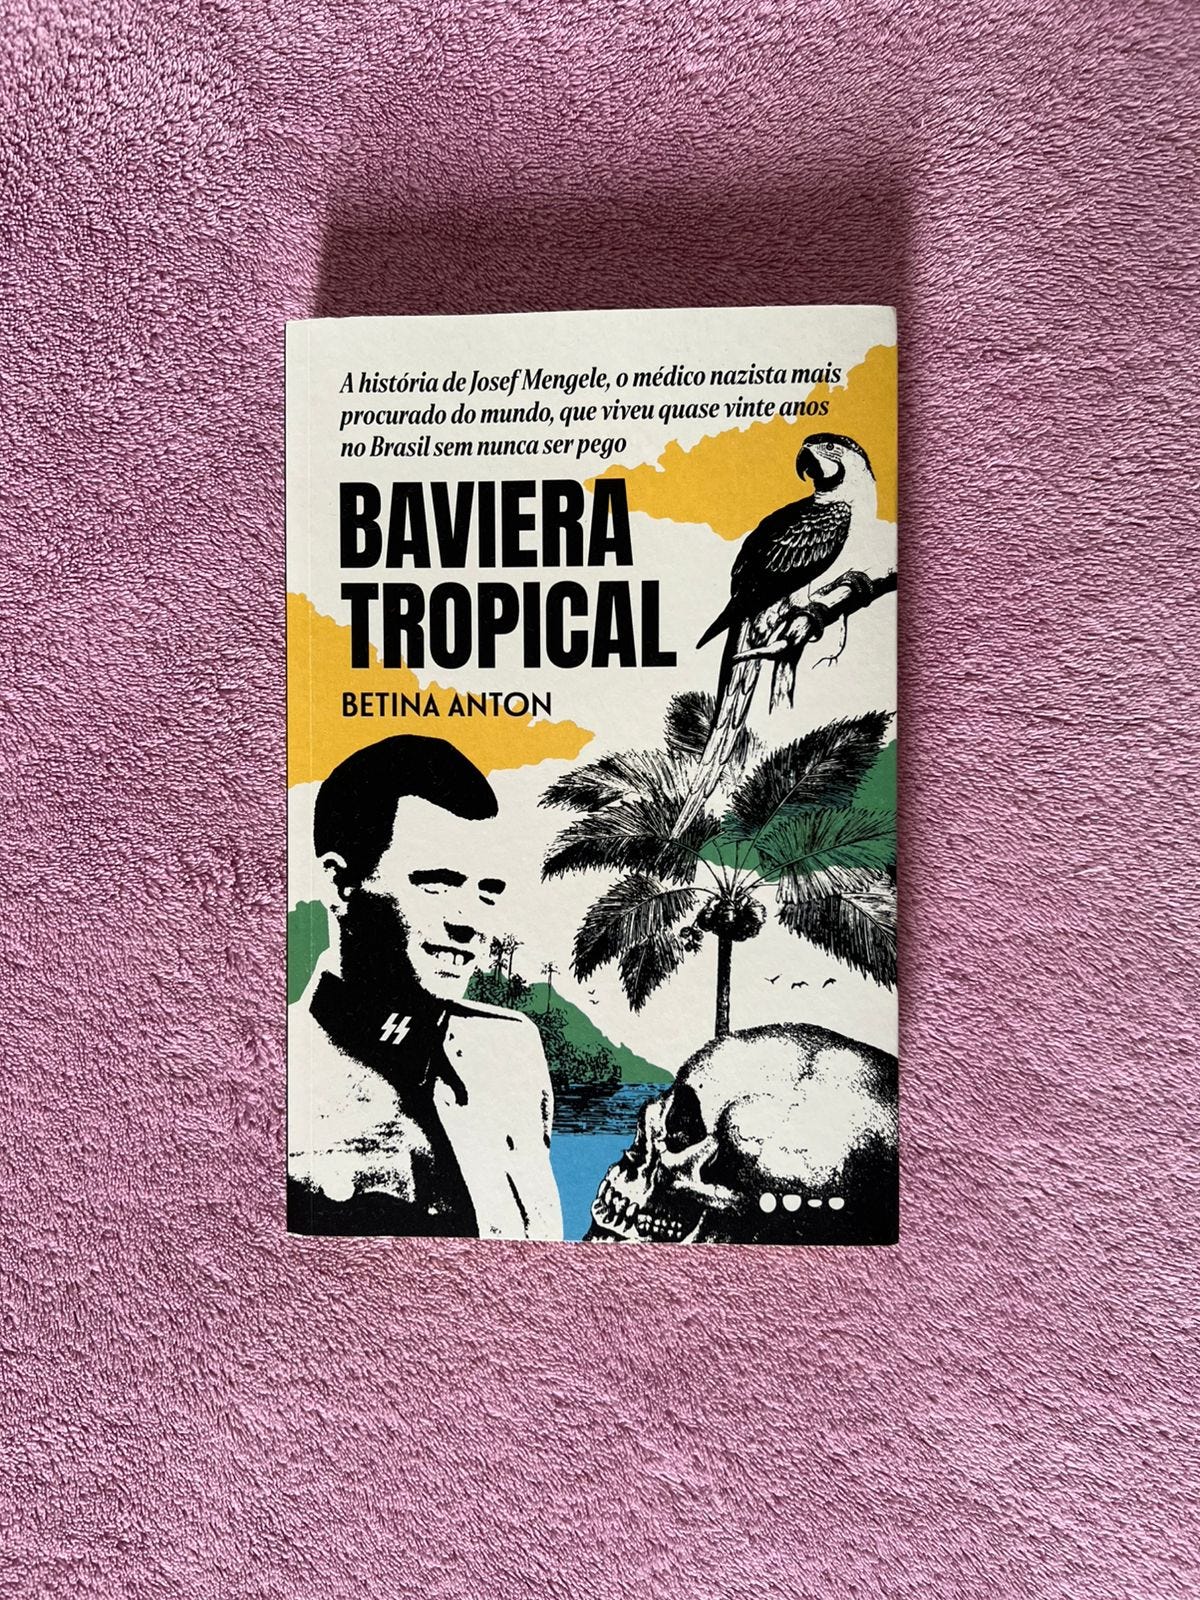 A história de Josef Mengele, o médico nazista mais
procurado do mundo, que viveu quase vinte anos
no Brasil sem nunca ser pego
BAVIERA
TROPICAL
BETINA ANTON